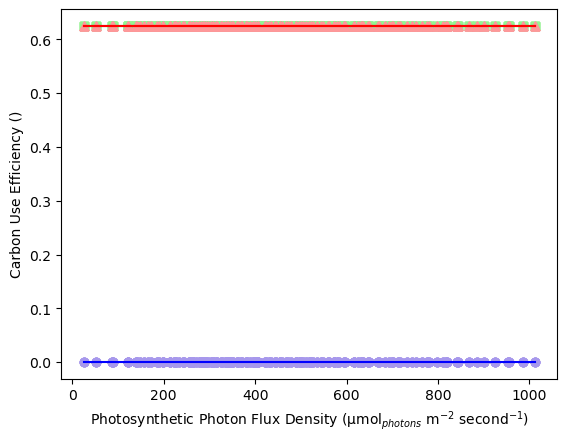 0.6
0.5
0.4
0.3
0.2
0.1
0.0
Carbon Use Efficiency ()
0 200 400 600 800 1000
Photosynthetic Photon Flux Density (μmol$_{photons}$ m$^{-2}$ second$^{-1}$)